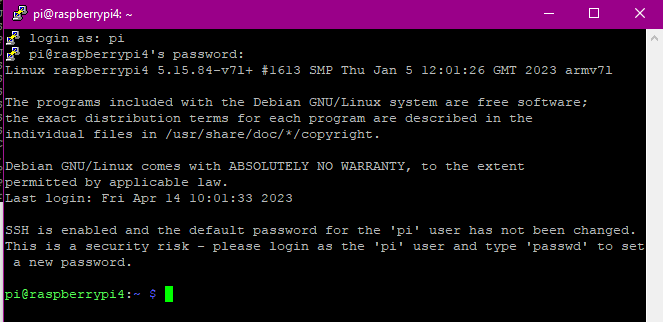 pi@raspberrypi4: ~
login as: pi
pi@raspberrypi4's password:
Linux raspberrypi4 5.15.84-v7l+ #1613 SMP Thu Jan 5 12:01:26 GMT 2023 armv7l
The programs included with the Debian GNU/Linux system are free software;
the exact distribution terms for each program are described in the
individual files in /usr/share/doc/*/copyright.
Debian GNU/Linux comes with ABSOLUTELY NO WARRANTY, to the extent
permitted by applicable law.
Last login: Fri Apr 14 10:01:33 2023
SSH is enabled and the default password for the 'pi' user has not been changed.
This is a security risk - please login as the 'pi' user and type 'passwd' to set
a new password.
pi@raspberrypi4:~ $